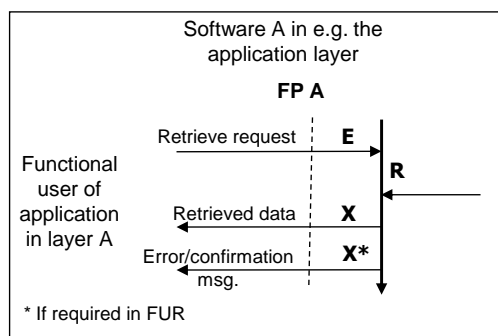 Software A in e.g. the
application layer
FP A
Retrieve request E
R
Functional
user of
application
in layer A
Retrieved data X
Error/confirmation X*
msg.
* If required in FUR